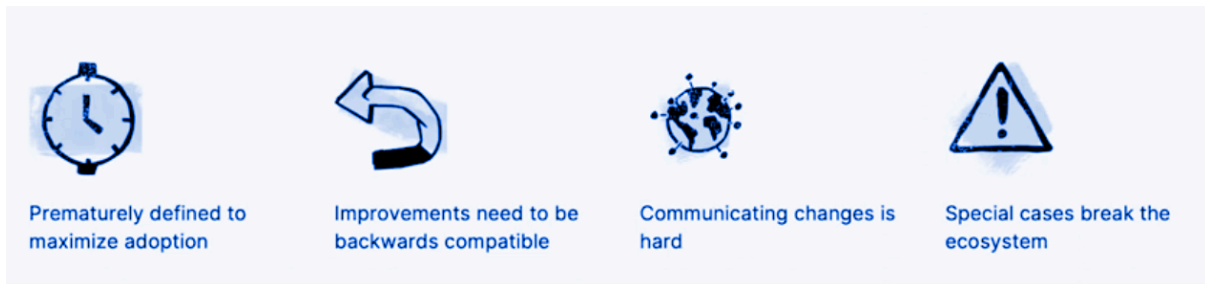 Prematurely defined to
maximize adoption
Improvements need to be
backwards compatible
Communicating changes is
hard
Special cases break the
ecosystem